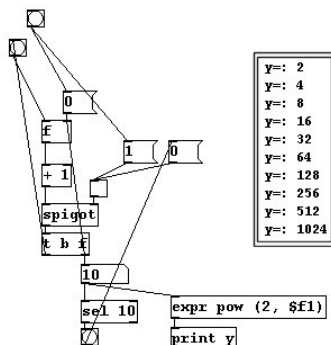 0
f
1
0
+ 1
spigot
t b f
10
sel 10
expr pow (2, $f1)
print y
y=: 2
y=: 4
y=: 8
y=: 16
y=: 32
y=: 64
y=: 128
y=: 256
y=: 512
y=: 1024